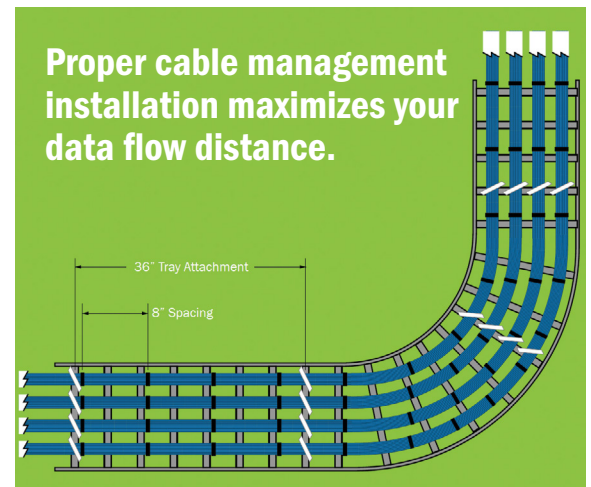 Proper cable management
installation maximizes your
data flow distance.
36" Tray Attachment
8" Spacing